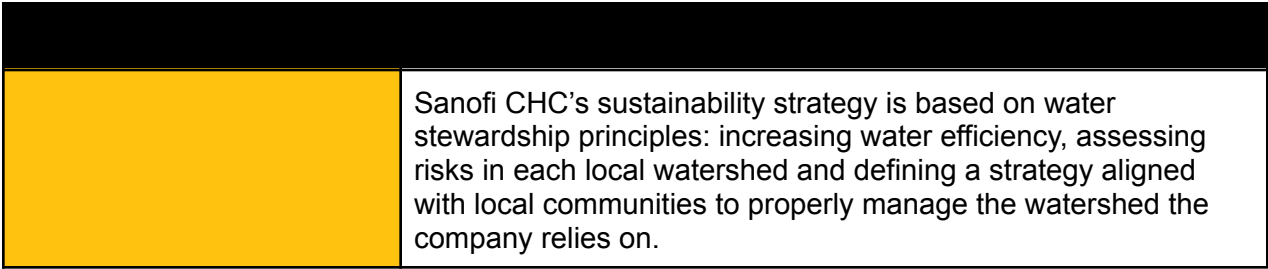 Sanofi CHC’s sustainability strategy is based on water
stewardship principles: increasing water efficiency, assessing
risks in each local watershed and defining a strategy aligned
with local communities to properly manage the watershed the
company relies on.